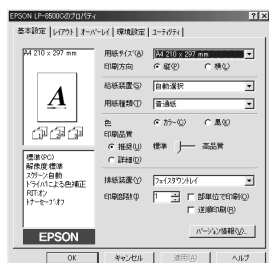 EPSON LP-8500Cのプロパティ
基本設定 レイアウト オーバーレイ 環境設定 ユーティリティ
A4 210 x 297 mm
用紙サイズ(A) A4 210 x 297 mm
印刷方向 縦(P) 横(L)
A
給紙装置(S) 自動選択
用紙種類(T) 普通紙
色 カラー(C) 黒(K)
印刷品質
推奨(U) 標準 高品質
詳細(D)
標準(PC)
解像度:標準
スクリーン:自動
ドライバによる色補正
RIT:オン
トナーセーブ:オフ
排紙装置(Y) フェイスダウントレイ
印刷部数(I) 1 部単位で印刷(O)
逆順印刷(R)
EPSON
バージョン情報(V)...
OK キャンセル 適用(A) ヘルプ